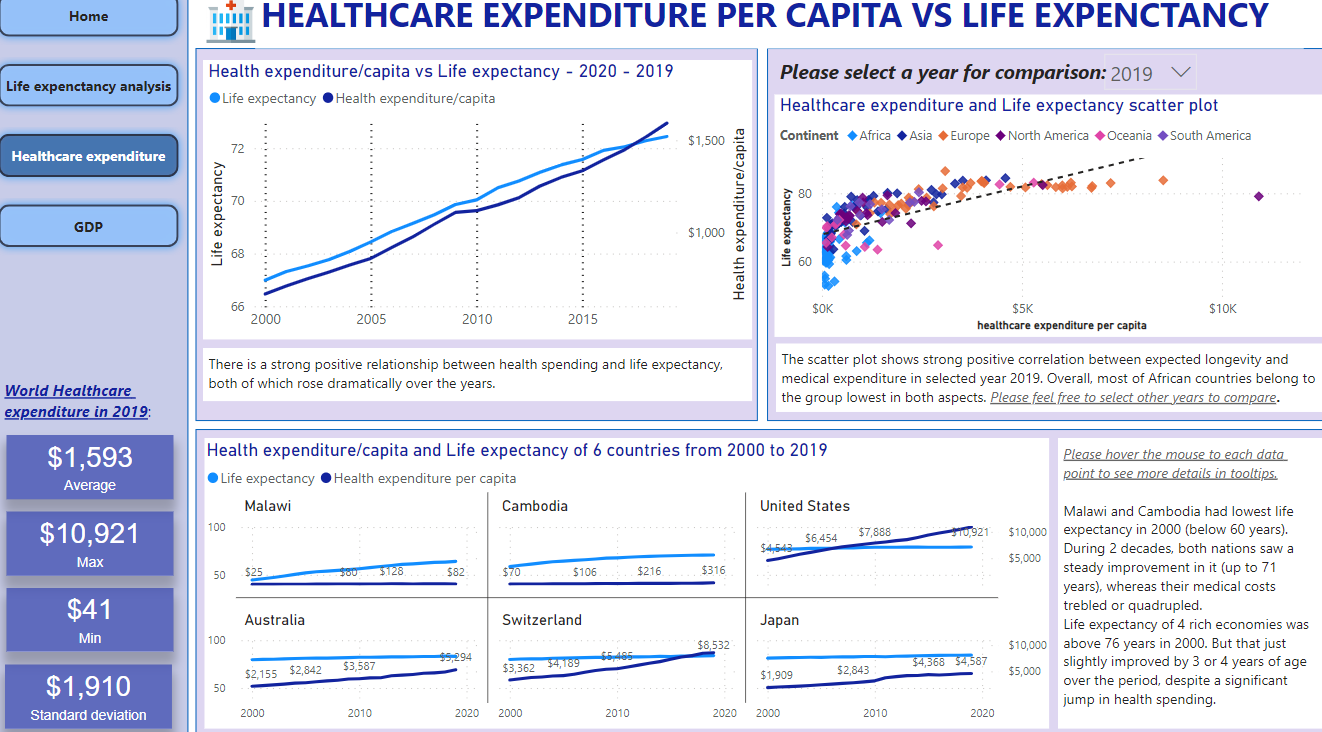 HEALTHCARE EXPENDITURE PER CAPITA VS LIFE EXPENCTANCY
Home
Life expenctancy analysis
Healthcare expenditure
GDP
World Healthcare
expenditure in 2019:
$1,593
Average
$10,921
Max
$41
Min
$1,910
Standard deviation
Health expenditure/capita vs Life expectancy - 2020 - 2019
Life expectancy Health expenditure/capita
Life expectancy
72
70
68
66
$1,500
$1,000
Health expenditure/capita
2000 2005 2010 2015
There is a strong positive relationship between health spending and life expectancy,
both of which rose dramatically over the years.
Please select a year for comparison: 2019
Healthcare expenditure and Life expectancy scatter plot
Continent Africa Asia Europe North America Oceania South America
Life expectancy
80
60
$0K $5K $10K
healthcare expenditure per capita
The scatter plot shows strong positive correlation between expected longevity and
medical expenditure in selected year 2019. Overall, most of African countries belong to
the group lowest in both aspects. Please feel free to select other years to compare.
Health expenditure/capita and Life expectancy of 6 countries from 2000 to 2019
Life expectancy Health expenditure per capita
Malawi Cambodia United States
100
50
$25 $80 $128 $82
$70 $106 $216 $316
$4,543 $6,454 $7,888 $10,921
$10,000
$5,000
Australia Switzerland Japan
100
50
$2,155 $2,842 $3,587 $5,294
$3,362 $4,189 $5,485 $8,532
$1,909 $2,843 $4,368 $4,587
$10,000
$5,000
2000 2010 2020 2000 2010 2020 2000 2010 2020
Please hover the mouse to each data
point to see more details in tooltips.
Malawi and Cambodia had lowest life
expectancy in 2000 (below 60 years).
During 2 decades, both nations saw a
steady improvement in it (up to 71
years), whereas their medical costs
trebled or quadrupled.
Life expectancy of 4 rich economies was
above 76 years in 2000. But that just
slightly improved by 3 or 4 years of age
over the period, despite a significant
jump in health spending.